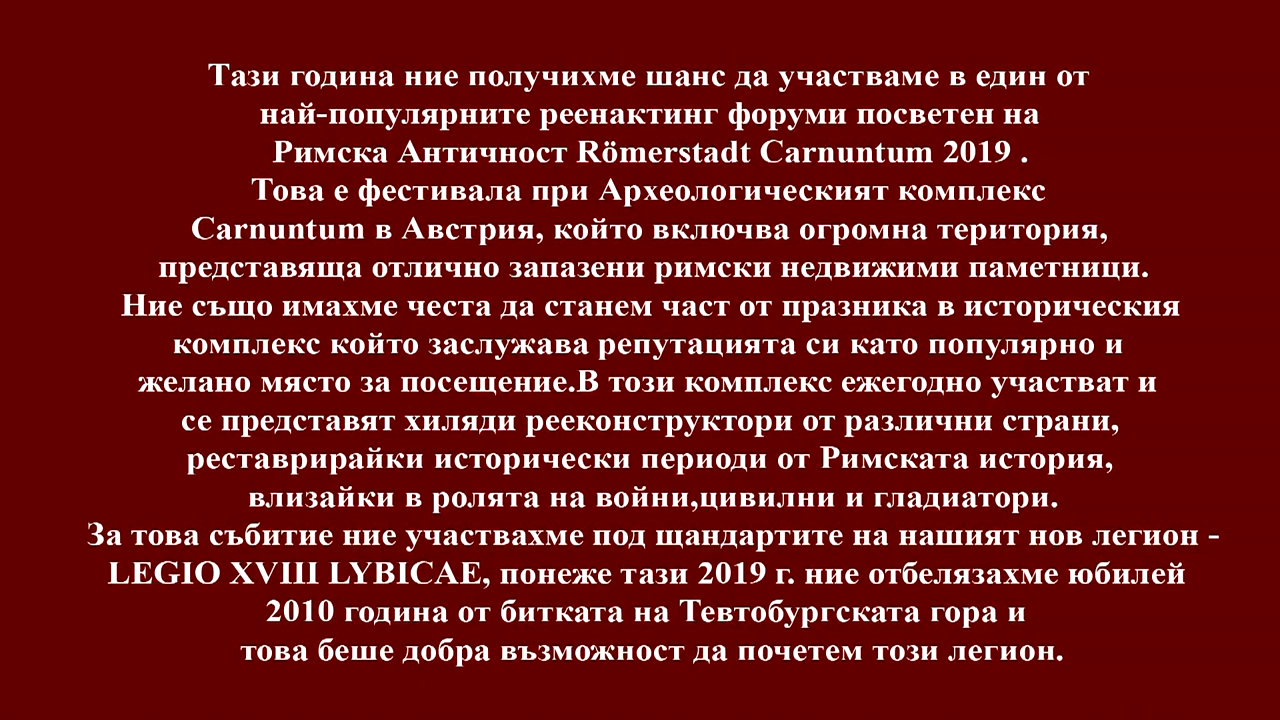 Тази година ние получихме шанс да участваме в един от
най-популярните реенактинг форуми посветен на
Римска Античност Römerstadt Carnuntum 2019 .
Това е фестивала при Археологическият комплекс
Carnuntum в Австрия, който включва огромна територия,
представяща отлично запазени римски недвижими паметници.
Ние също имахме честа да станем част от празника в историческия
комплекс който заслужава репутацията си като популярно и
желано място за посещение.В този комплекс ежегодно участват и
се представят хиляди рееконструктори от различни страни,
реставрирайки исторически периоди от Римската история,
влизайки в ролята на войни,цивилни и гладиатори.
За това събитие ние участвахме под щандартите на нашият нов легион -
LEGIO XVIII LYBICAE, понеже тази 2019 г. ние отбелязахме юбилей
2010 година от битката на Тевтобургската гора и
това беше добра възможност да почетем този легион.